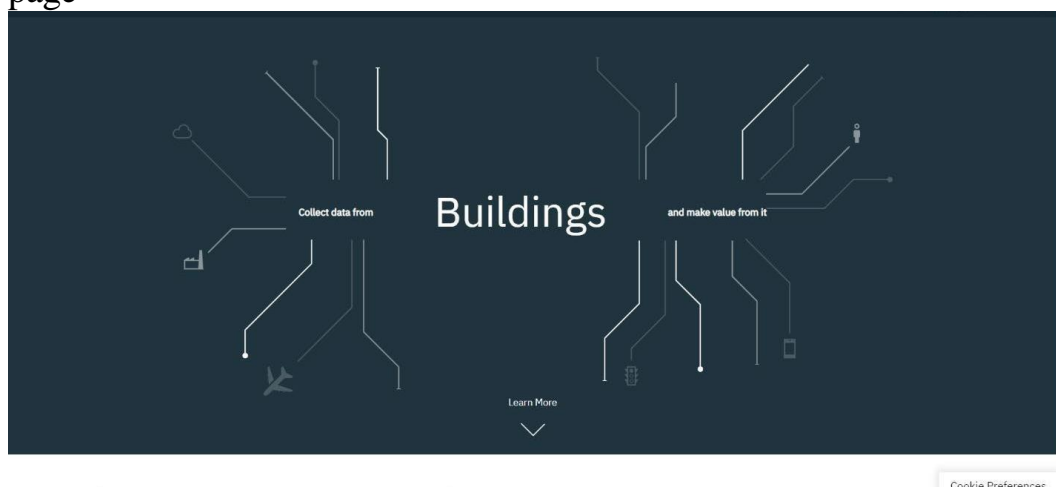 page
Collect data from Buildings and make value from it
Learn More
Cookie Preferences